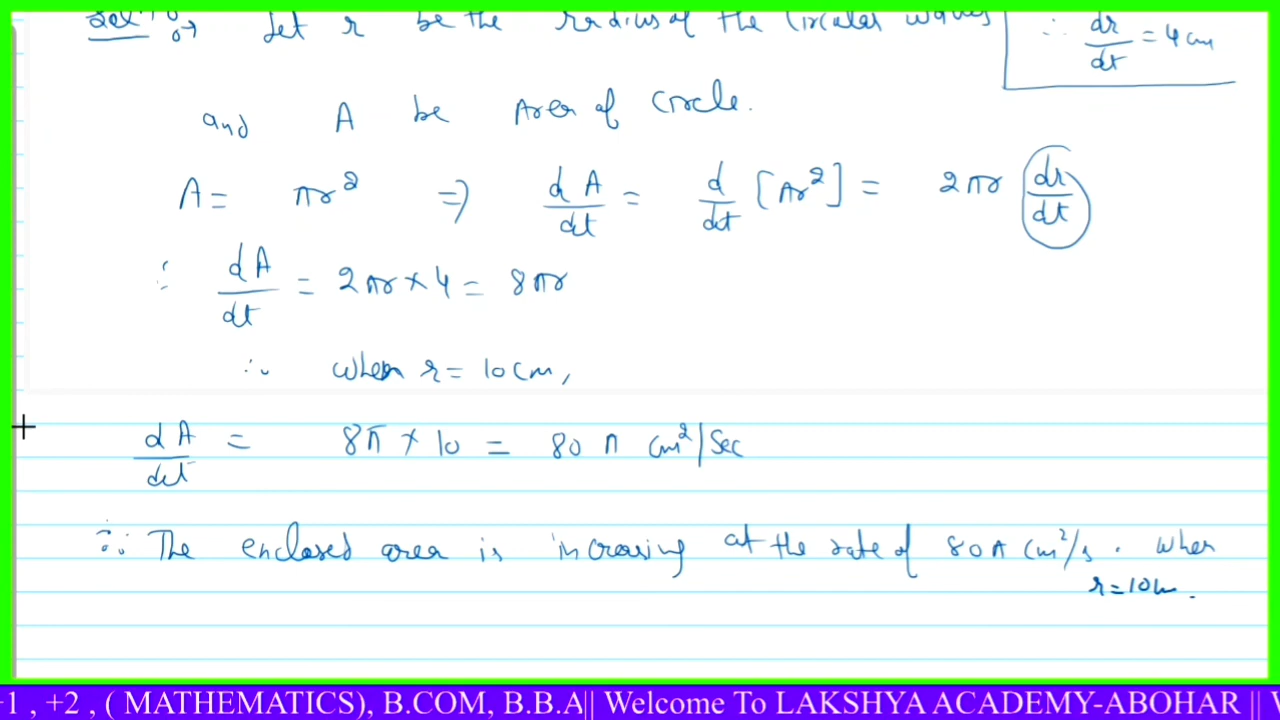 Let r be the radius of the Circular waves
∴ dr/dt = 4 cm
and A be Area of Circle.
A = πr² ⇒ dA/dt = d/dt [πr²] = 2πr dr/dt
∴ dA/dt = 2πr × 4 = 8πr
∴ when r = 10 cm,
dA/dt = 8π × 10 = 80 π cm²/Sec
∴ The enclosed area is increasing at the rate of 80π cm²/s. when
r = 10 cm.
-1 , +2 , ( MATHEMATICS), B.COM, B.B.A|| Welcome To LAKSHYA ACADEMY-ABOHAR ||